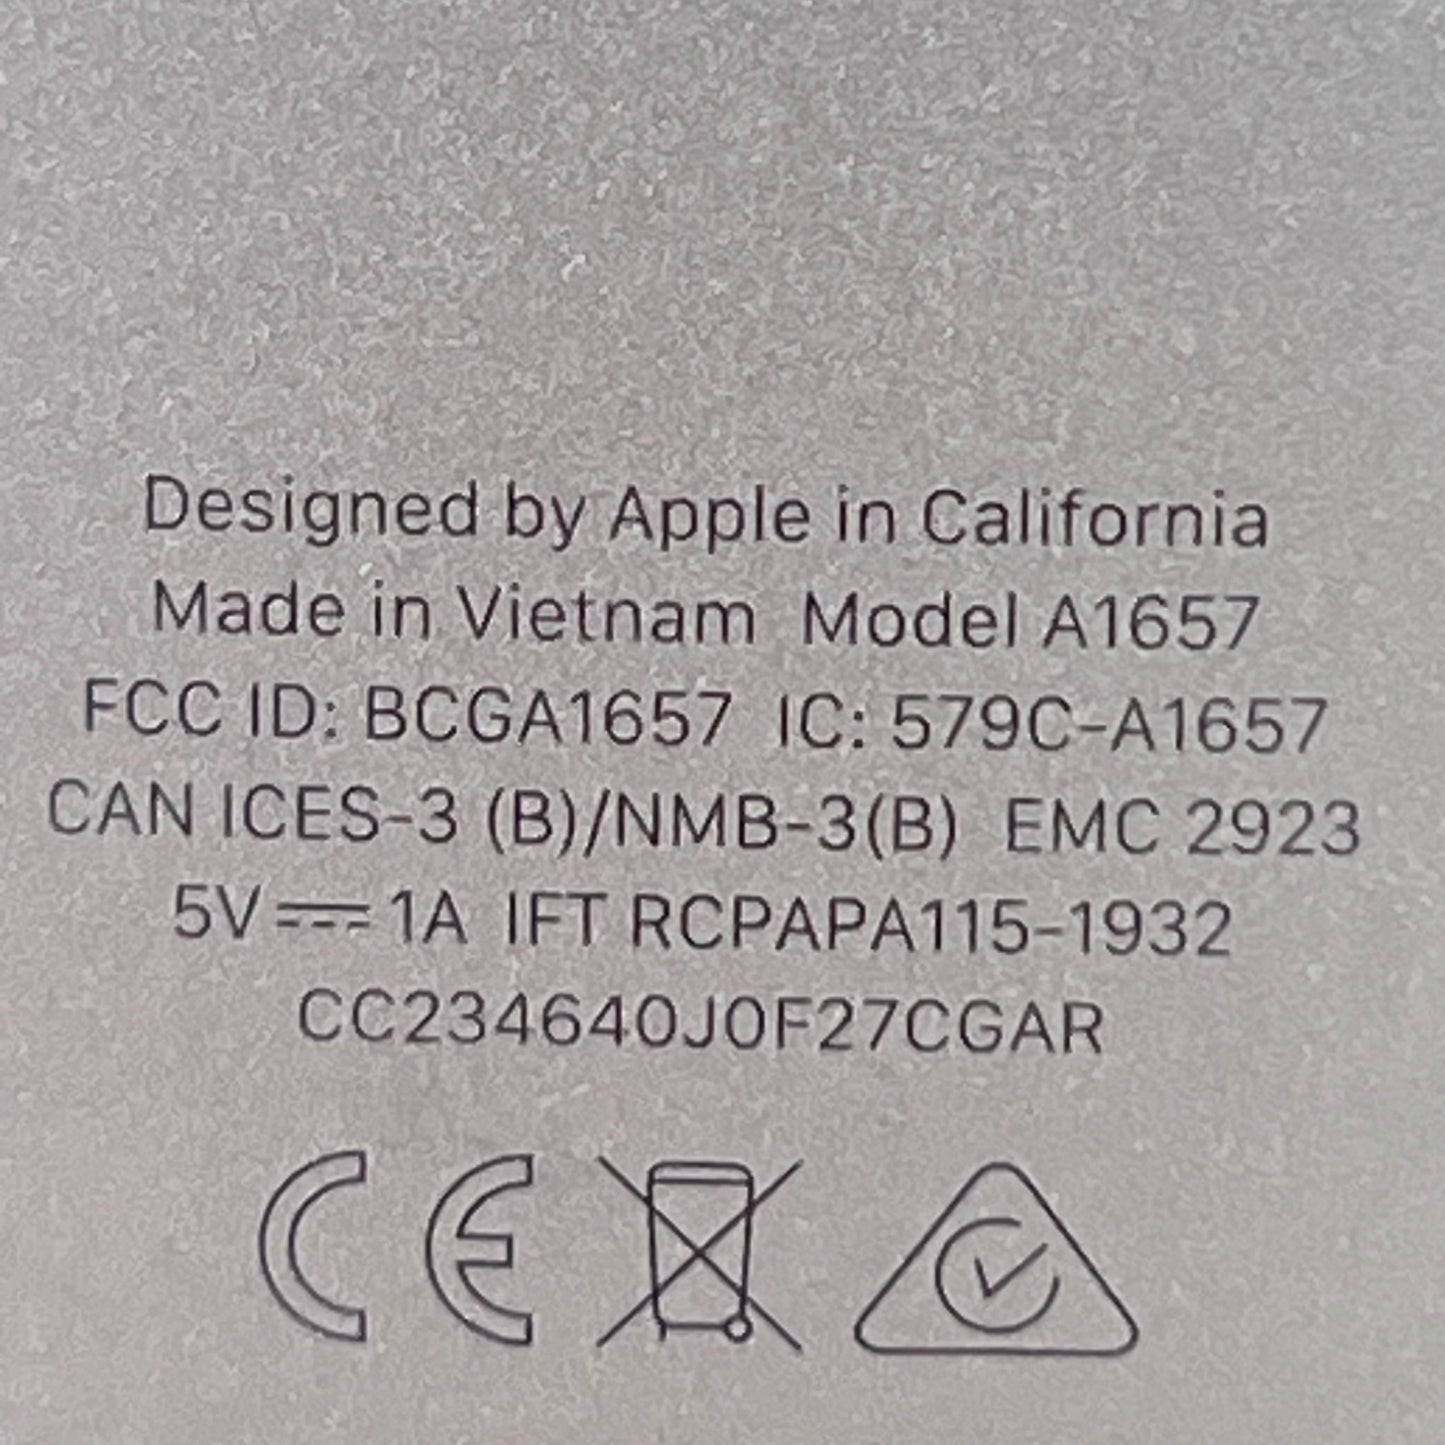 Designed by Apple in California
Made in Vietnam Model A1657
FCC ID: BCGA1657 IC: 579C-A1657
CAN ICES-3 (B)/NMB-3(B) EMC 2923
5V⎓1A IFT RCPAPA115-1932
CC234640J0F27CGAR
CE